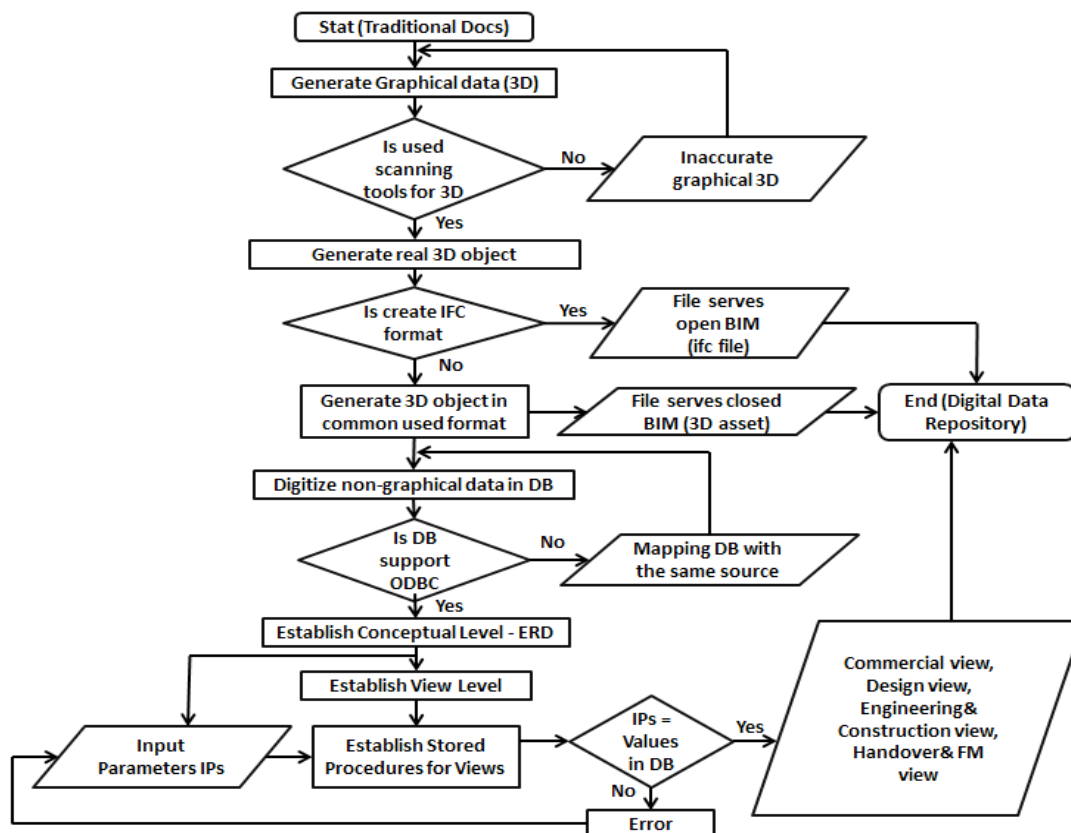 Stat (Traditional Docs)
Generate Graphical data (3D)
Is used
scanning
tools for 3D
No
Inaccurate
graphical 3D
Yes
Generate real 3D object
Is create IFC
format
Yes
File serves
open BIM
(ifc file)
No
Generate 3D object in
common used format
File serves closed
BIM (3D asset)
End (Digital Data
Repository)
Digitize non-graphical data in DB
Is DB
support
ODBC
No
Mapping DB with
the same source
Yes
Establish Conceptual Level - ERD
Establish View Level
Input
Parameters IPs
Establish Stored
Procedures for Views
IPs =
Values
in DB
Yes
Commercial view,
Design view,
Engineering&
Construction view,
Handover& FM
view
No
Error